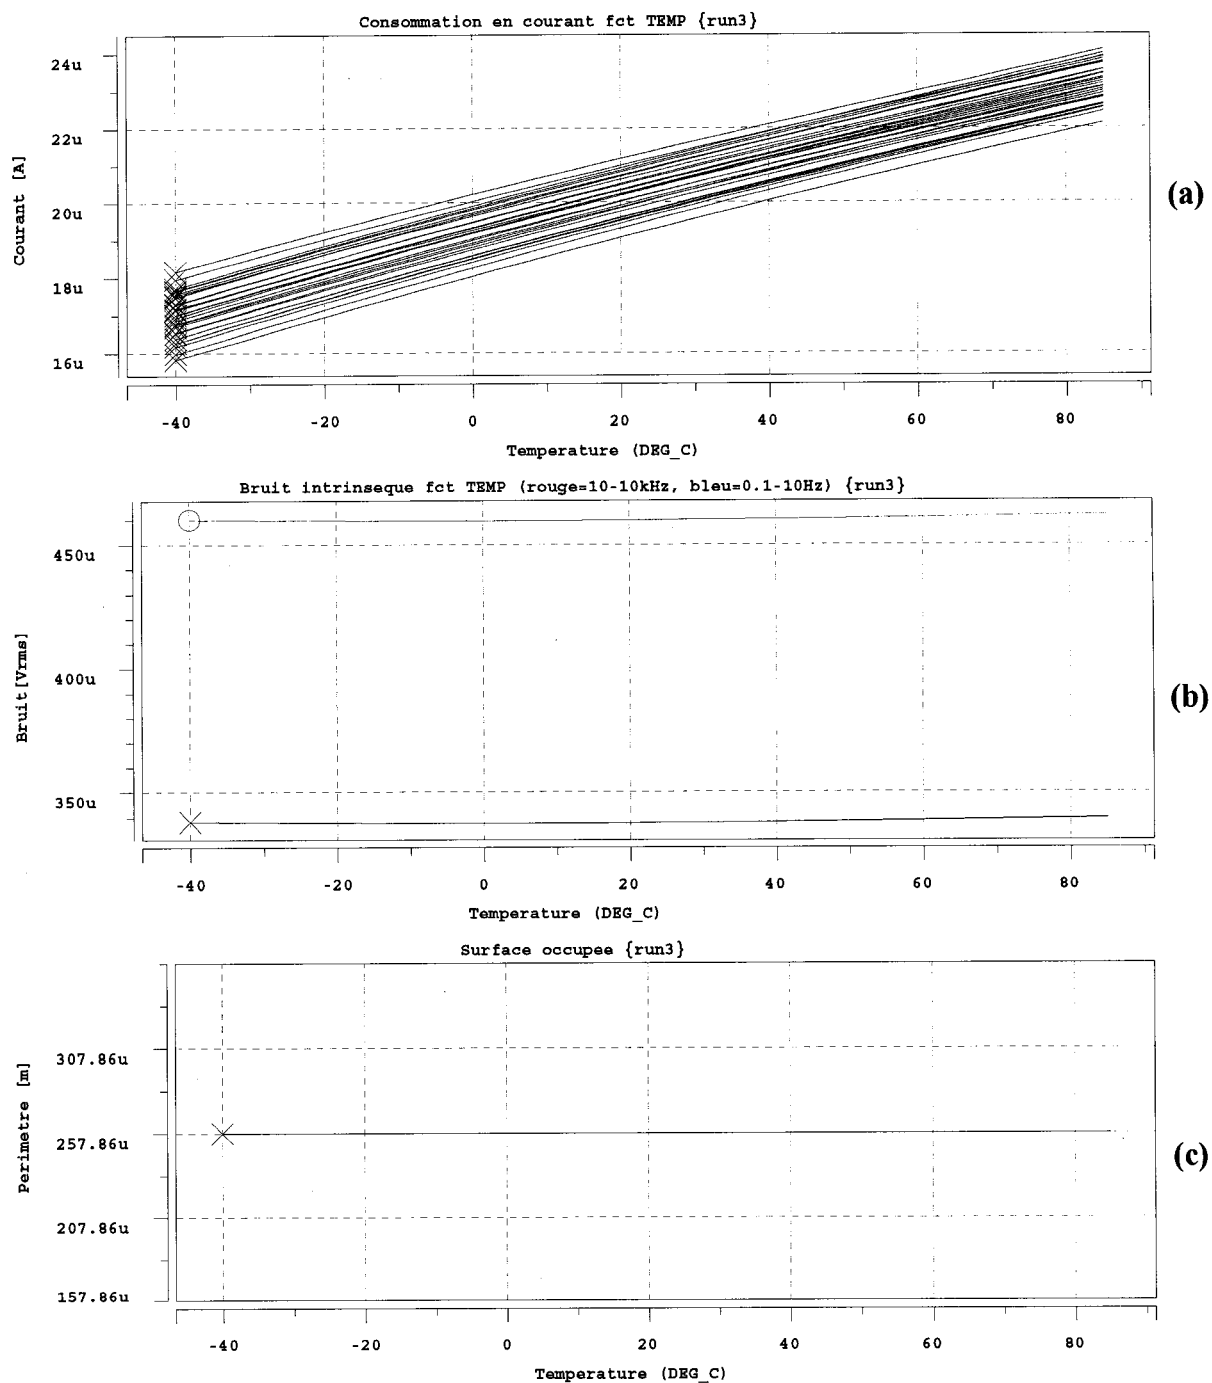 Consommation en courant fct TEMP {run3}
24u
22u
20u
18u
16u
Courant [A]
-40 -20 0 20 40 60 80
Temperature (DEG_C)
(a)
Bruit intrinseque fct TEMP (rouge=10-10kHz, bleu=0.1-10Hz) {run3}
450u
400u
350u
Bruit[Vrms]
-40 -20 0 20 40 60 80
Temperature (DEG_C)
(b)
Surface occupee {run3}
307.86u
257.86u
207.86u
157.86u
Perimetre [m]
-40 -20 0 20 40 60 80
Temperature (DEG_C)
(c)